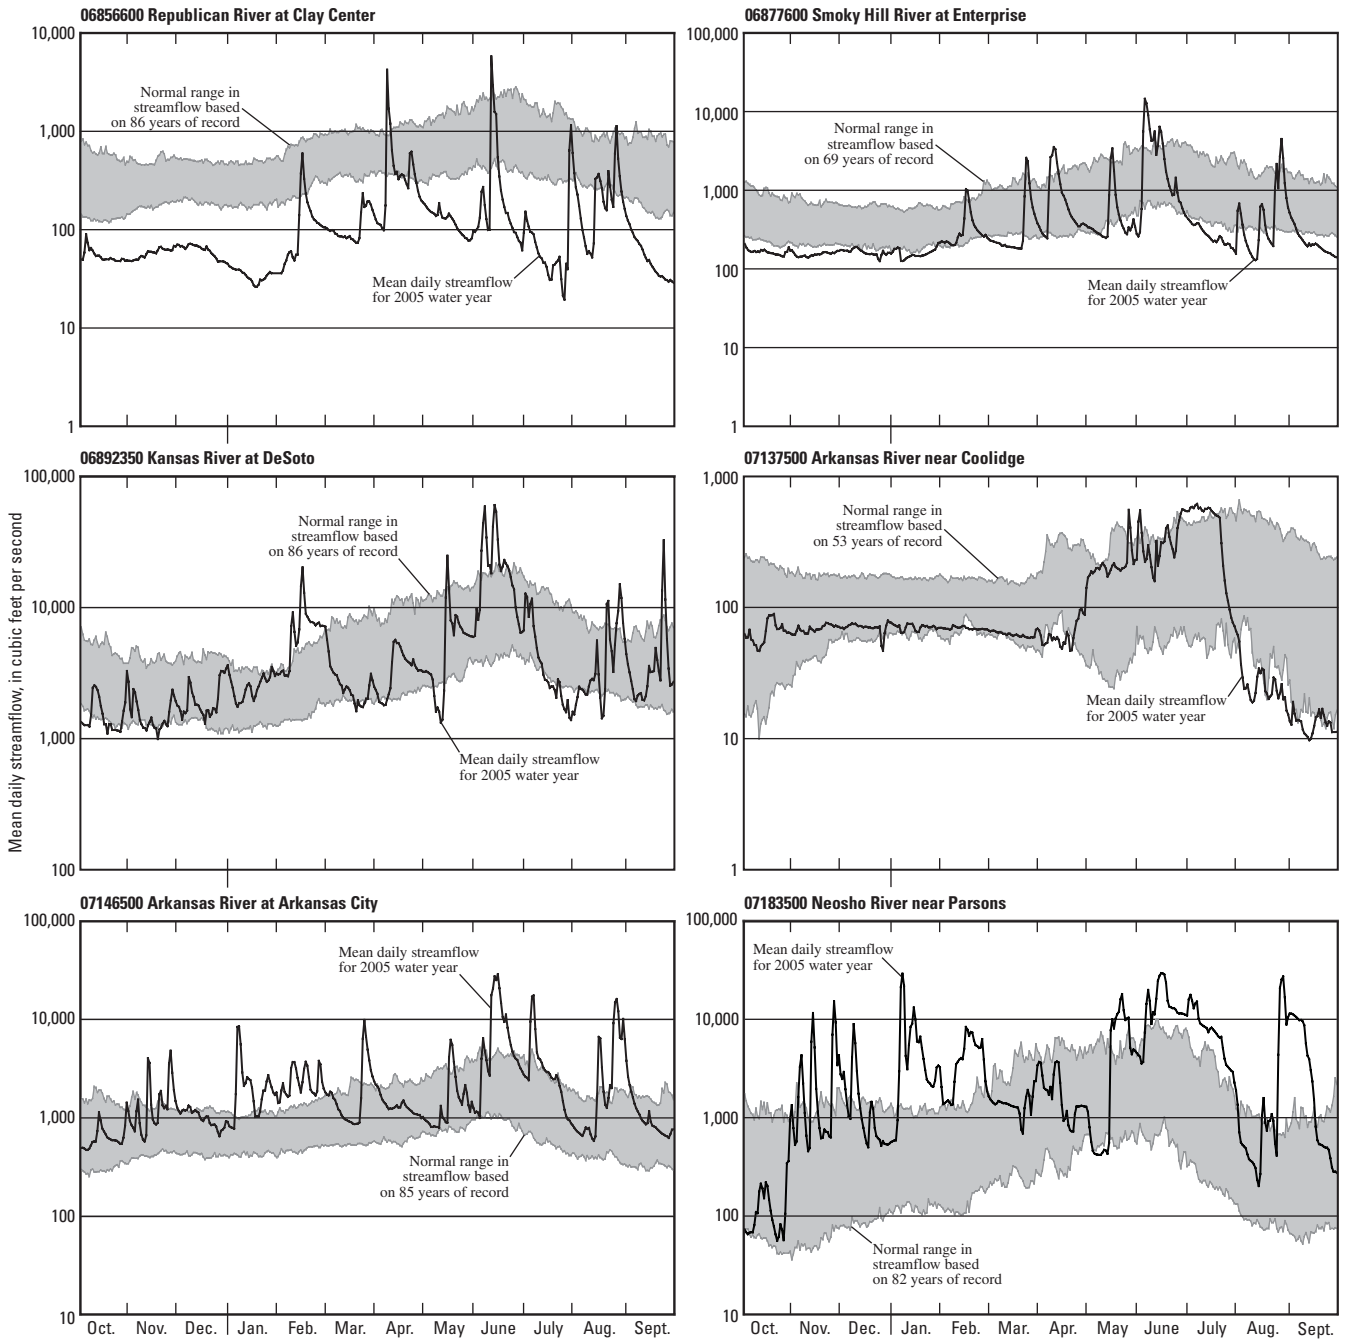 06856600 Republican River at Clay Center
10,000
1,000
100
10
1
Normal range in
streamflow based
on 86 years of record
Mean daily streamflow
for 2005 water year
06877600 Smoky Hill River at Enterprise
100,000
10,000
1,000
100
10
1
Normal range in
streamflow based
on 69 years of record
Mean daily streamflow
for 2005 water year
Mean daily streamflow, in cubic feet per second
06892350 Kansas River at DeSoto
100,000
10,000
1,000
100
Normal range in
streamflow based
on 86 years of record
Mean daily streamflow
for 2005 water year
07137500 Arkansas River near Coolidge
1,000
100
10
1
Normal range in
streamflow based
on 53 years of record
Mean daily streamflow
for 2005 water year
07146500 Arkansas River at Arkansas City
100,000
10,000
1,000
100
10
Mean daily streamflow
for 2005 water year
Normal range in
streamflow based
on 85 years of record
Oct. Nov. Dec. Jan. Feb. Mar. Apr. May June July Aug. Sept.
07183500 Neosho River near Parsons
100,000
10,000
1,000
100
10
Mean daily streamflow
for 2005 water year
Normal range in
streamflow based
on 82 years of record
Oct. Nov. Dec. Jan. Feb. Mar. Apr. May June July Aug. Sept.